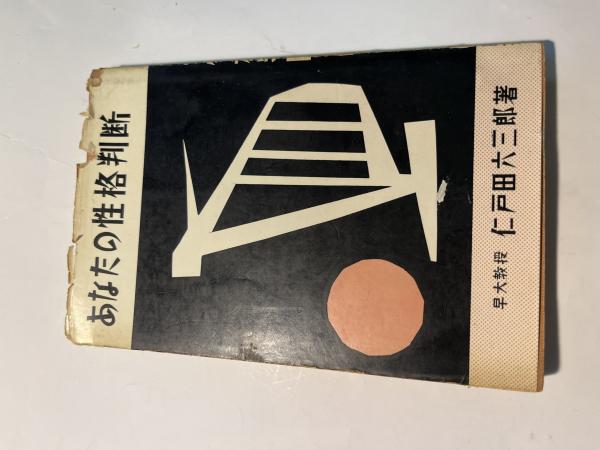 あなたの性格判断
早大教授 仁戸田六三郎著